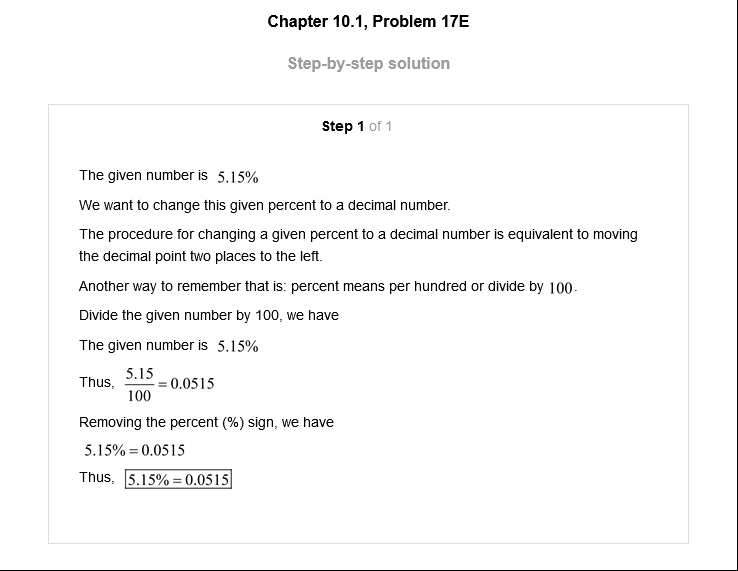 Chapter 10.1, Problem 17E
Step-by-step solution
Step 1 of 1
The given number is 5.15%
We want to change this given percent to a decimal number.
The procedure for changing a given percent to a decimal number is equivalent to moving
the decimal point two places to the left.
Another way to remember that is: percent means per hundred or divide by 100.
Divide the given number by 100, we have
The given number is 5.15%
Thus, 5.15/100 = 0.0515
Removing the percent (%) sign, we have
5.15% = 0.0515
Thus, 5.15% = 0.0515